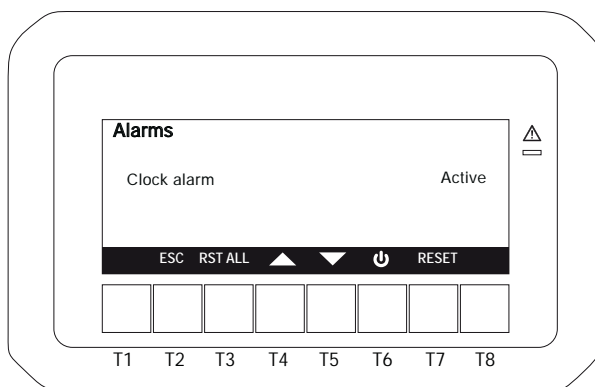 Alarms
Clock alarm Active
ESC RST ALL RESET
T1 T2 T3 T4 T5 T6 T7 T8